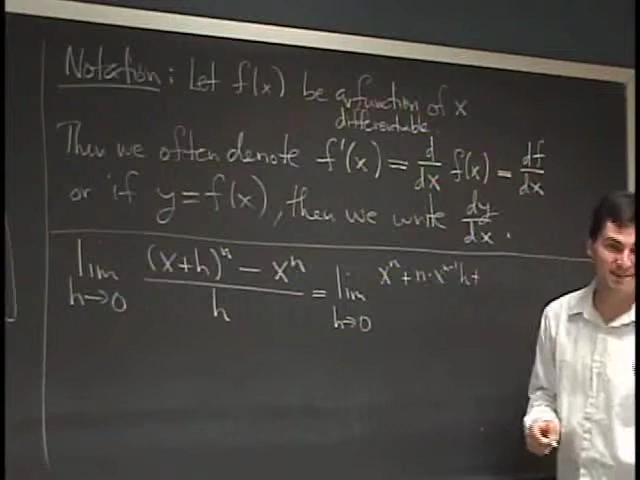 Notation: Let f(x) be a function of x
differentiable
Then we often denote f'(x) = d/dx f(x) = df/dx
or if y = f(x), then we write dy/dx.
lim h→0 ((x+h)^n - x^n)/h = lim h→0 x^n + n·x^(n-1)h+